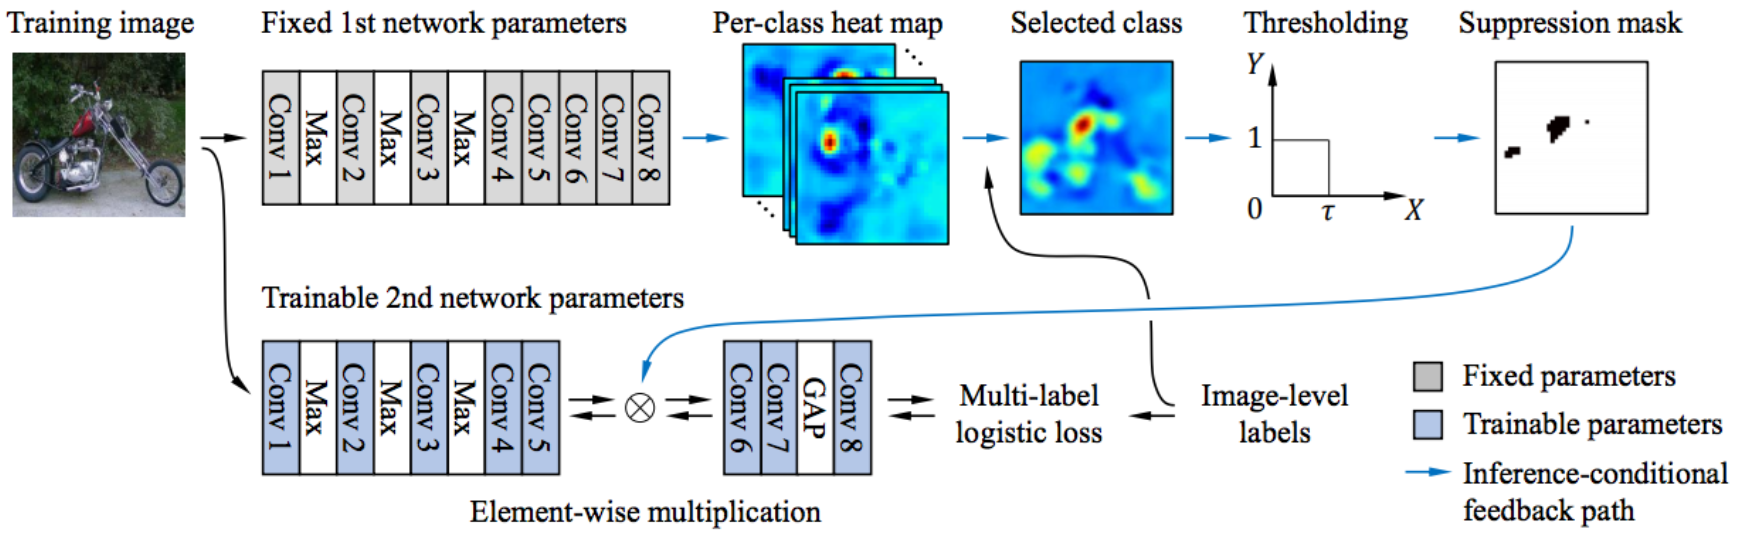 Training image
Fixed 1st network parameters
Per-class heat map
Selected class
Thresholding
Suppression mask
Conv 1
Max
Conv 2
Max
Conv 3
Max
Conv 4
Conv 5
Conv 6
Conv 7
Conv 8
Y
1
0
τ
X
Trainable 2nd network parameters
Conv 1
Max
Conv 2
Max
Conv 3
Max
Conv 4
Conv 5
Conv 6
Conv 7
GAP
Conv 8
Multi-label
logistic loss
Image-level
labels
Element-wise multiplication
Fixed parameters
Trainable parameters
Inference-conditional
feedback path